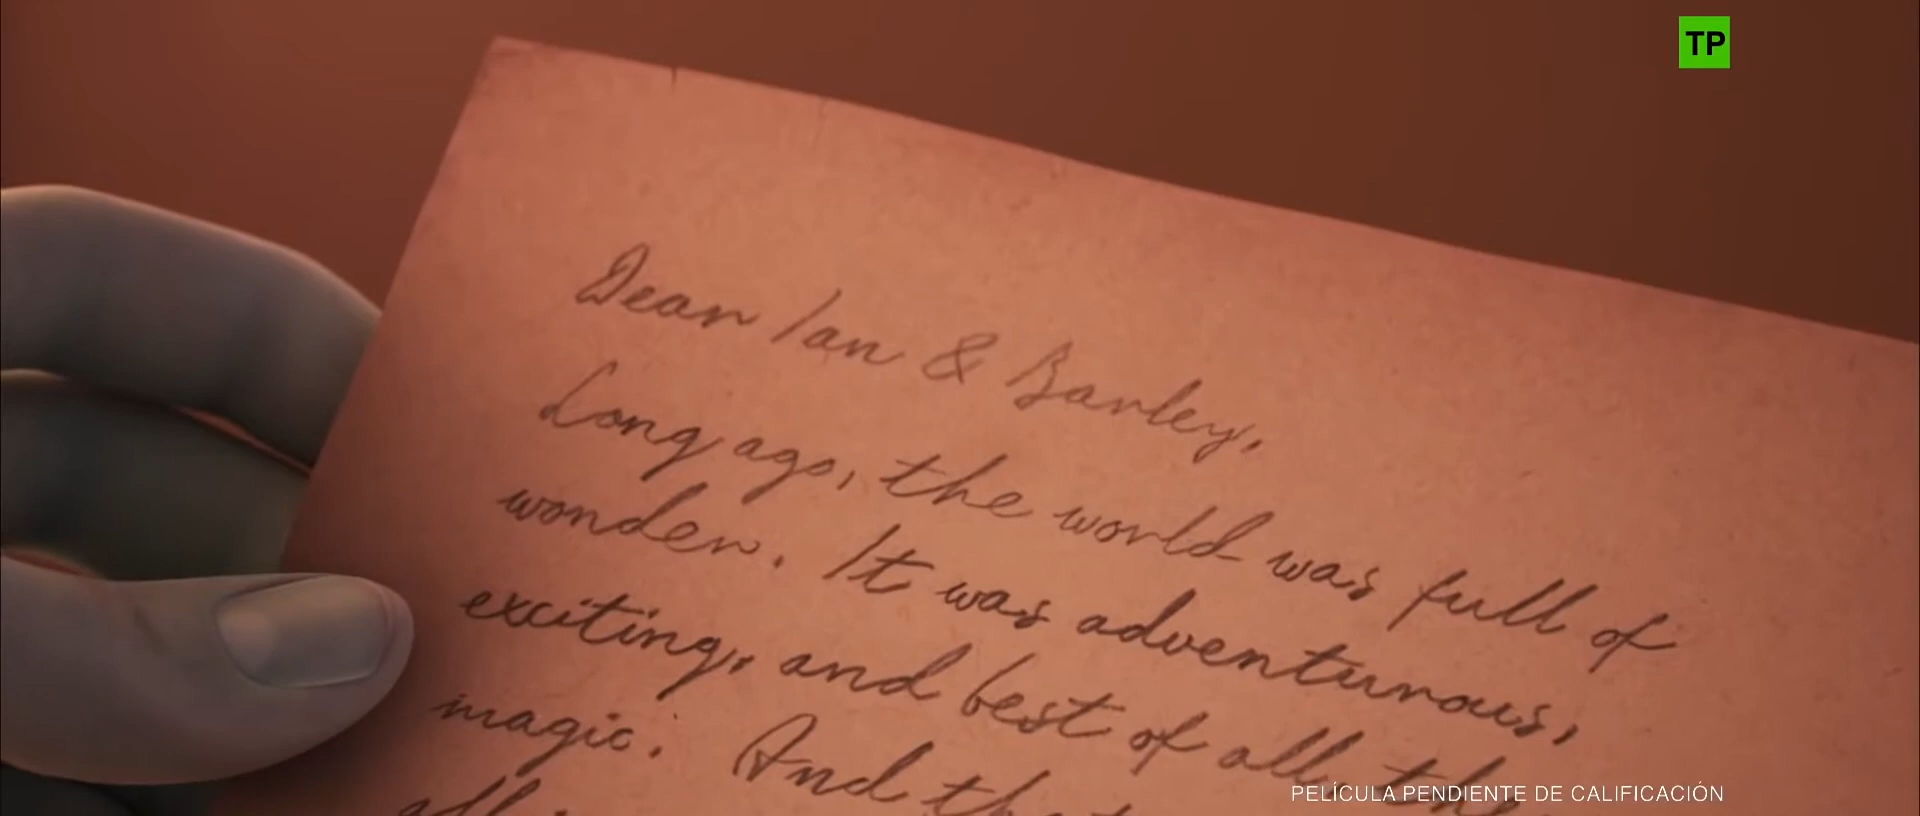 TP
Dear Ian & Barley,
Long ago, the world was full of
wonder. It was adventurous,
exciting, and best of all,
magic. And
PELÍCULA PENDIENTE DE CALIFICACIÓN